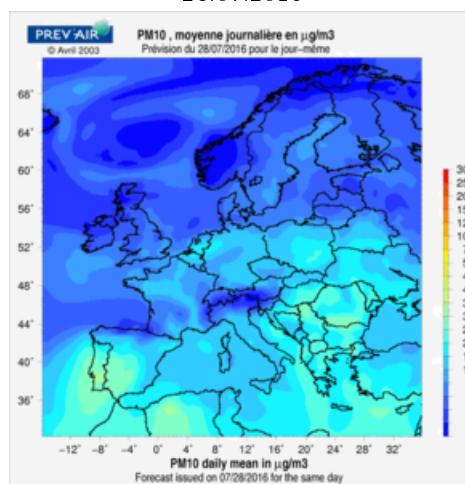 PREV'AIR
© Avril 2003
PM10 , moyenne journalière en µg/m3
Prévision du 28/07/2016 pour le jour-même
68°
64°
60°
56°
52°
48°
44°
40°
36°
−12° −8° −4° 0° 4° 8° 12° 16° 20° 24° 28° 32°
PM10 daily mean in µg/m3
Forecast issued on 07/28/2016 for the same day